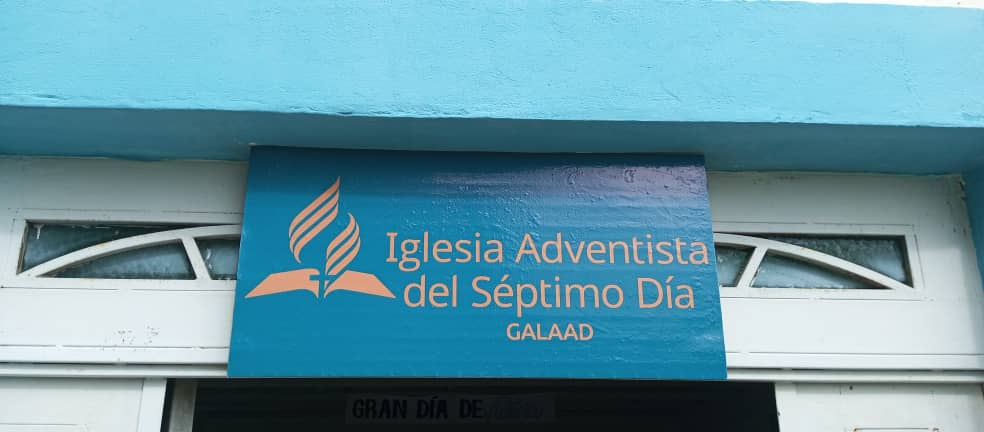 Iglesia Adventista
del Séptimo Día
GALAAD
GRAN DÍA DE